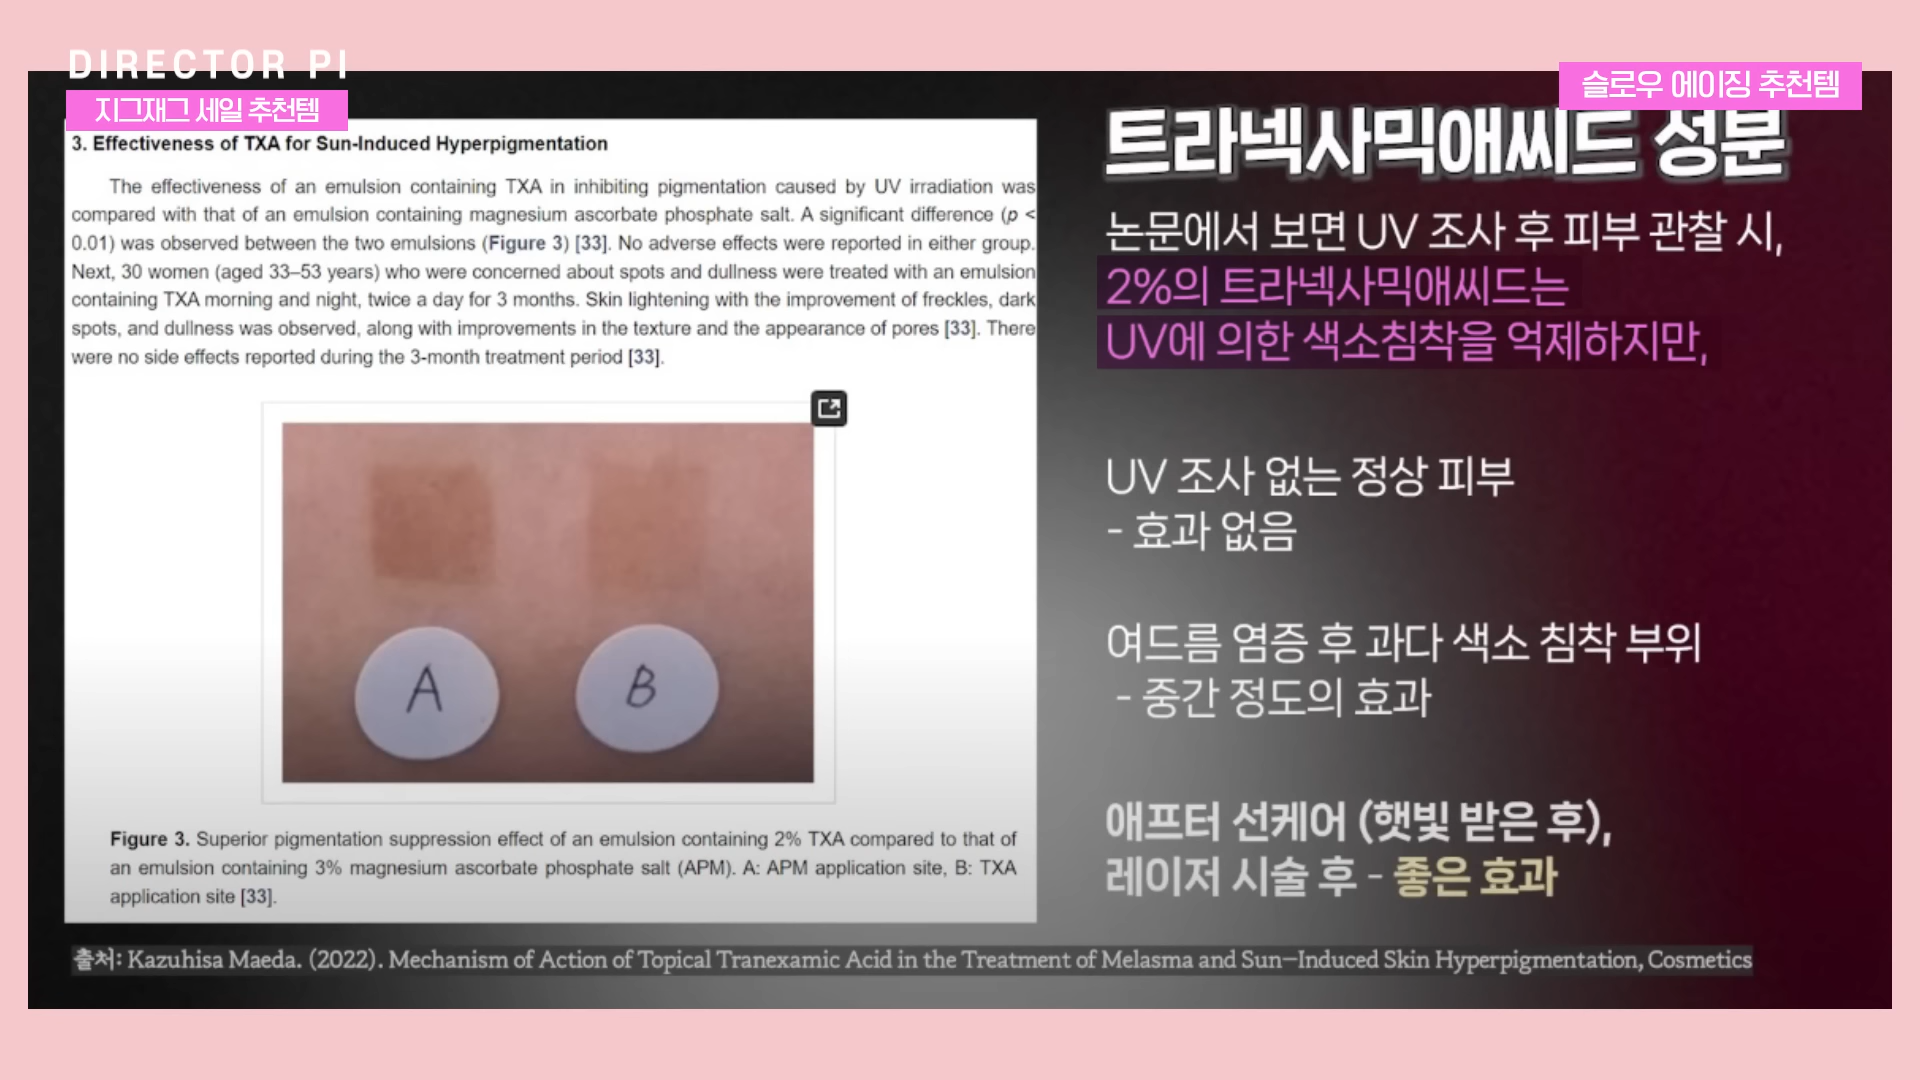 DIRECTOR PI
지그재그 세일 추천템
슬로우 에이징 추천템
3. Effectiveness of TXA for Sun-Induced Hyperpigmentation
The effectiveness of an emulsion containing TXA in inhibiting pigmentation caused by UV irradiation was
compared with that of an emulsion containing magnesium ascorbate phosphate salt. A significant difference (p <
0.01) was observed between the two emulsions (Figure 3) [33]. No adverse effects were reported in either group.
Next, 30 women (aged 33–53 years) who were concerned about spots and dullness were treated with an emulsion
containing TXA morning and night, twice a day for 3 months. Skin lightening with the improvement of freckles, dark
spots, and dullness was observed, along with improvements in the texture and the appearance of pores [33]. There
were no side effects reported during the 3-month treatment period [33].
A
B
Figure 3. Superior pigmentation suppression effect of an emulsion containing 2% TXA compared to that of
an emulsion containing 3% magnesium ascorbate phosphate salt (APM). A: APM application site, B: TXA
application site [33].
트라넥사믹애씨드 성분
논문에서 보면 UV 조사 후 피부 관찰 시,
2%의 트라넥사믹애씨드는
UV에 의한 색소침착을 억제하지만,
UV 조사 없는 정상 피부
- 효과 없음
여드름 염증 후 과다 색소 침착 부위
- 중간 정도의 효과
애프터 선케어 (햇빛 받은 후),
레이저 시술 후 - 좋은 효과
출처: Kazuhisa Maeda. (2022). Mechanism of Action of Topical Tranexamic Acid in the Treatment of Melasma and Sun–Induced Skin Hyperpigmentation, Cosmetics